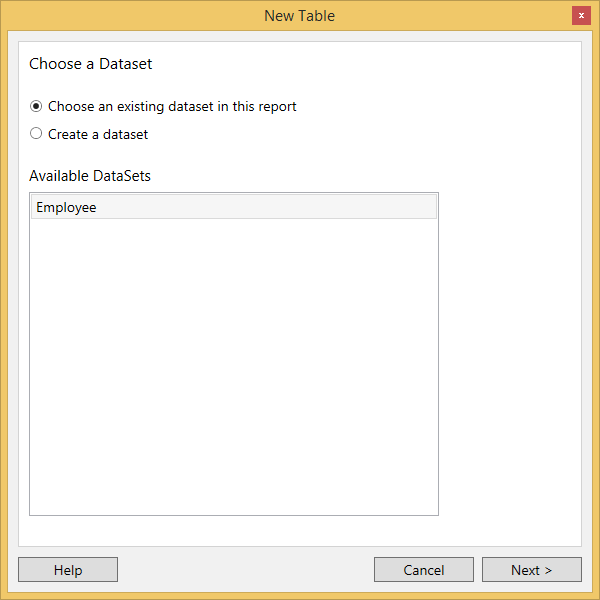 New Table
x
Choose a Dataset
Choose an existing dataset in this report
Create a dataset
Available DataSets
Employee
Help
Cancel
Next >